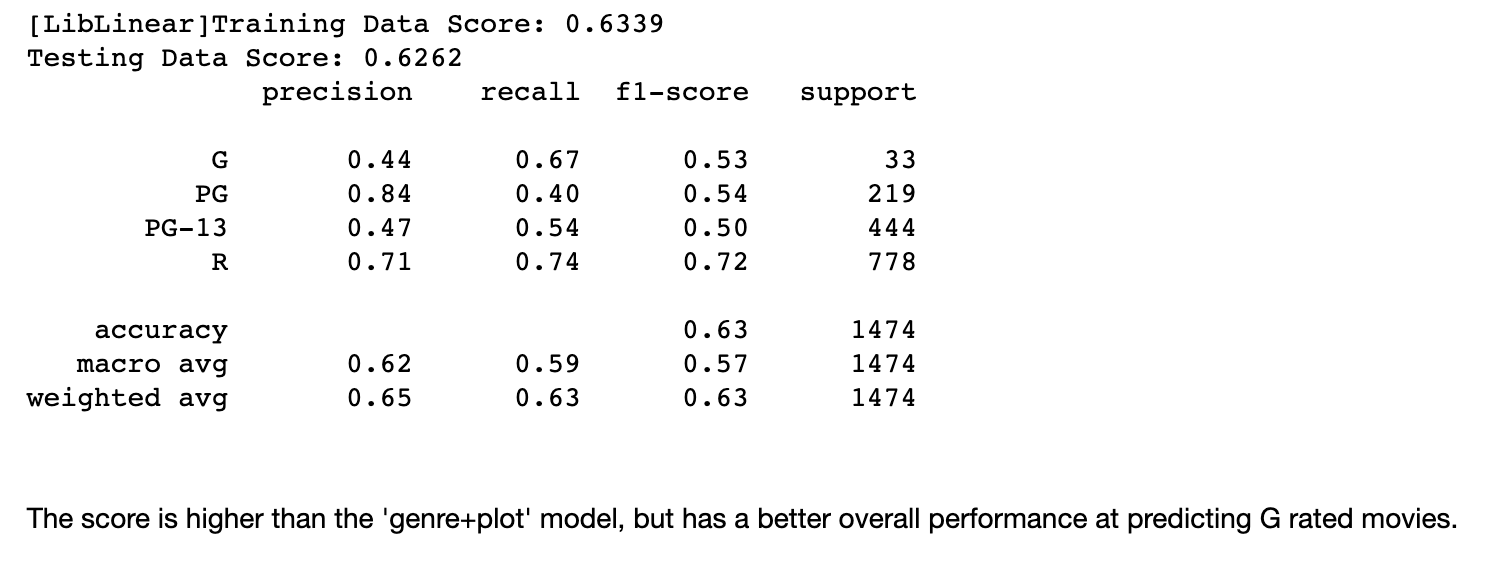 [LibLinear]Training Data Score: 0.6339
Testing Data Score: 0.6262
precision recall f1-score support
G 0.44 0.67 0.53 33
PG 0.84 0.40 0.54 219
PG-13 0.47 0.54 0.50 444
R 0.71 0.74 0.72 778
accuracy 0.63 1474
macro avg 0.62 0.59 0.57 1474
weighted avg 0.65 0.63 0.63 1474
The score is higher than the 'genre+plot' model, but has a better overall performance at predicting G rated movies.